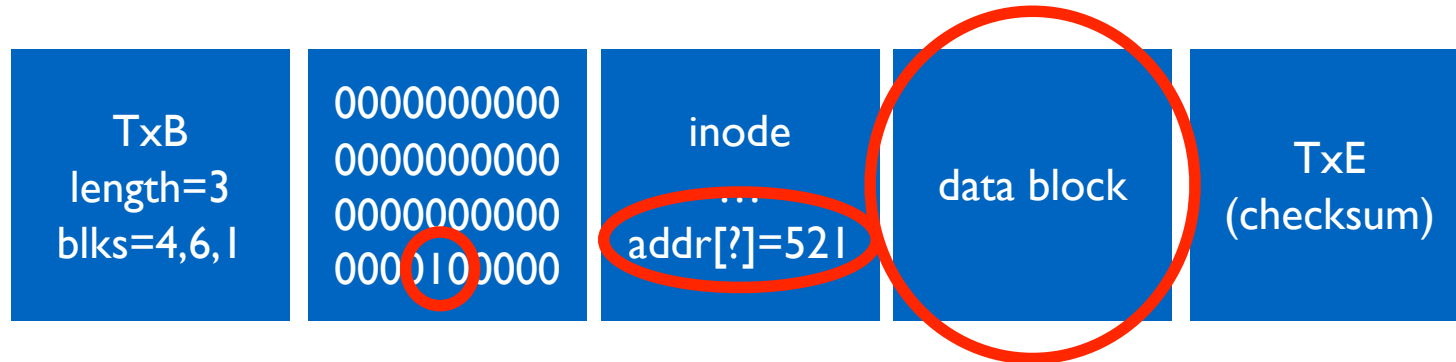 TxB
length=3
blks=4,6,1
0000000000
0000000000
0000000000
0000100000
inode
…
addr[?]=521
data block
TxE
(checksum)